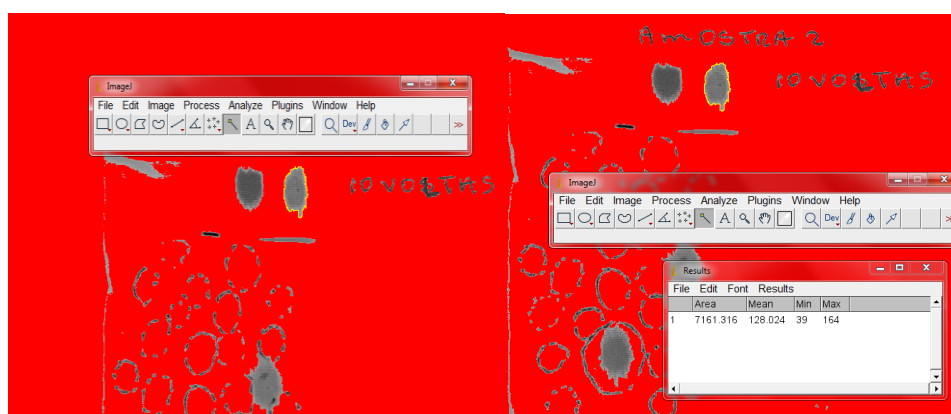 ImageJ
File Edit Image Process Analyze Plugins Window Help
A Dev >>
10 VOLTAS
AMOSTRA 2
10 VOLTAS
ImageJ
File Edit Image Process Analyze Plugins Window Help
A Dev >>
Results
File Edit Font Results
Area Mean Min Max
1 7161.316 128.024 39 164